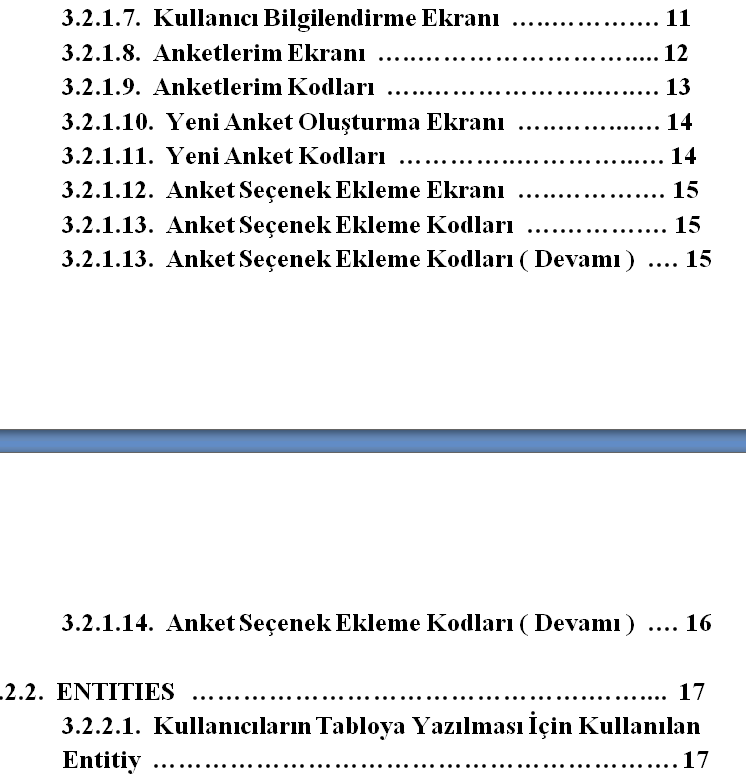 3.2.1.7. Kullanıcı Bilgilendirme Ekranı ………………. 11
3.2.1.8. Anketlerim Ekranı …………………………..... 12
3.2.1.9. Anketlerim Kodları …………………………… 13
3.2.1.10. Yeni Anket Oluşturma Ekranı …………...…. 14
3.2.1.11. Yeni Anket Kodları …………..…………...… 14
3.2.1.12. Anket Seçenek Ekleme Ekranı ……………… 15
3.2.1.13. Anket Seçenek Ekleme Kodları …………….. 15
3.2.1.13. Anket Seçenek Ekleme Kodları ( Devamı ) …. 15
3.2.1.14. Anket Seçenek Ekleme Kodları ( Devamı ) …. 16
.2.2. ENTITIES ……………………………………….…….... 17
3.2.2.1. Kullanıcıların Tabloya Yazılması İçin Kullanılan
Entitiy ………………………………………………………. 17